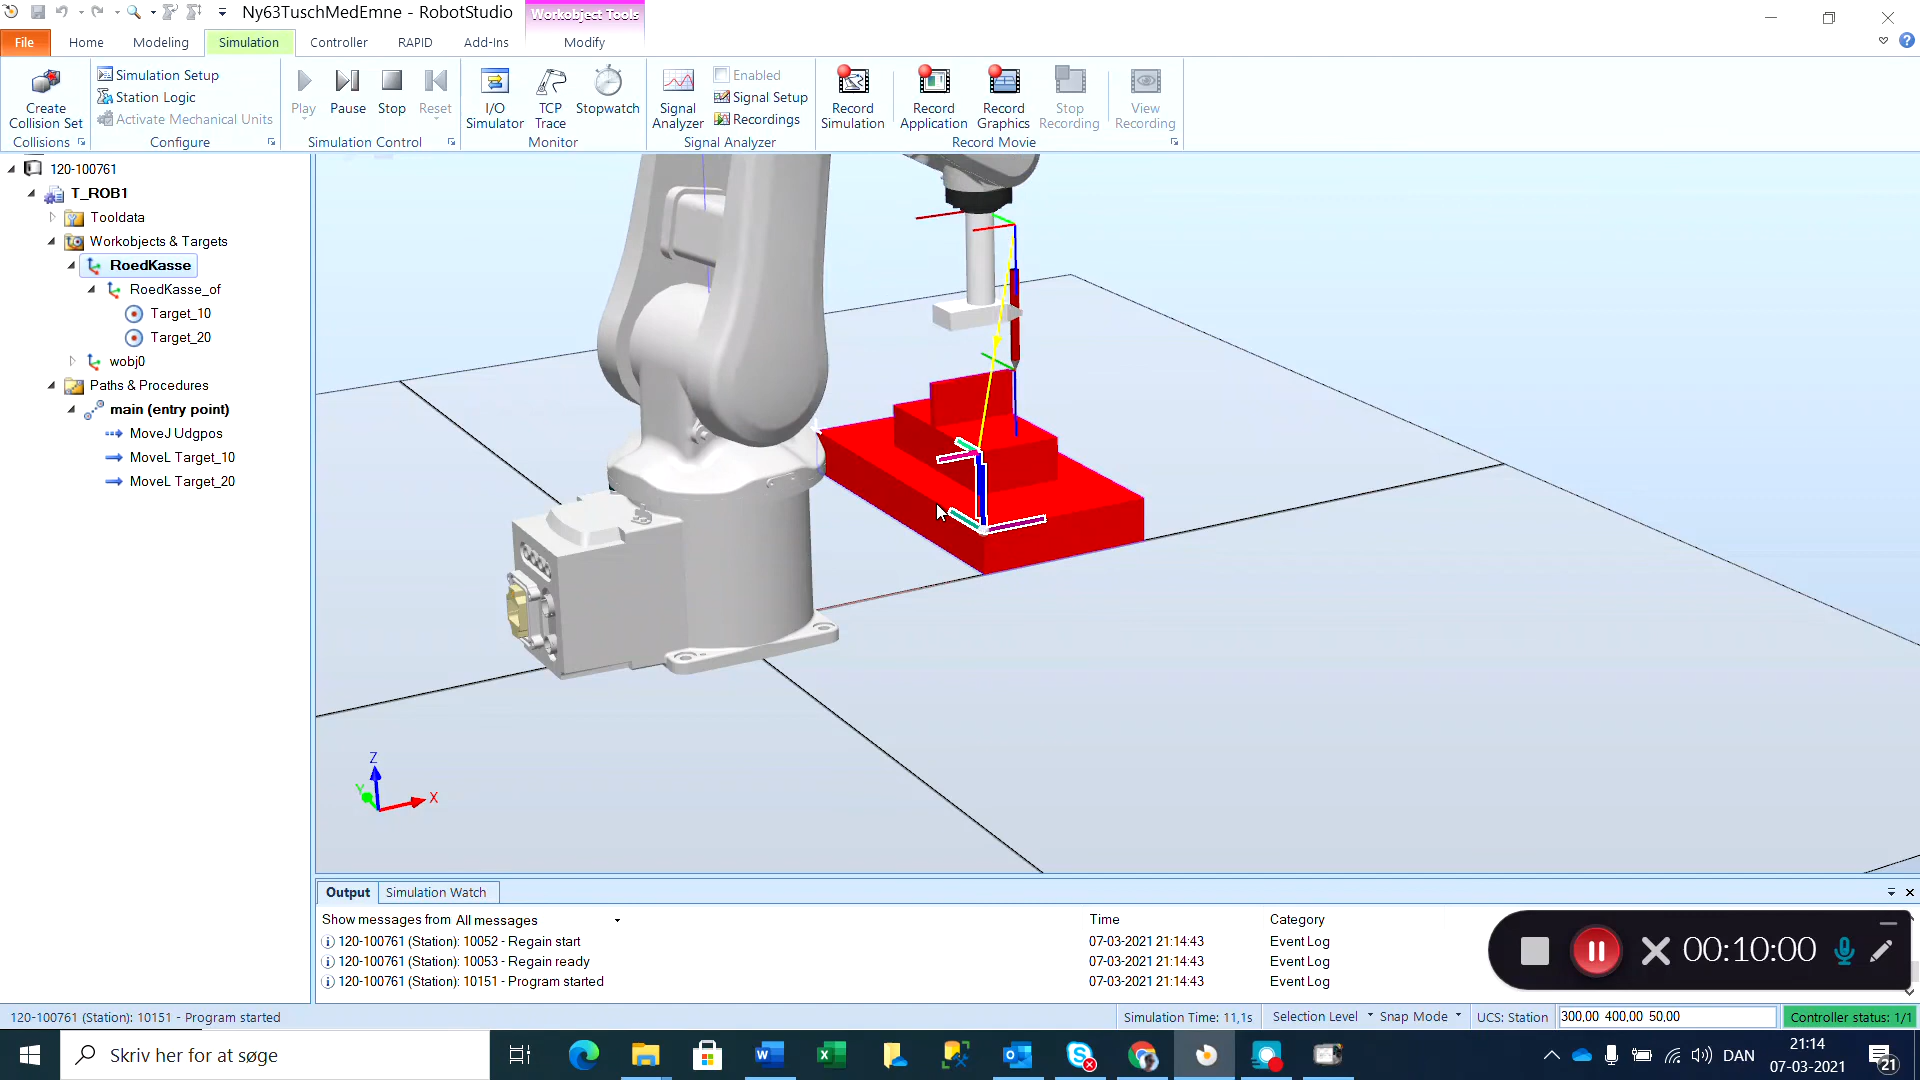 Ny63TuschMedEmne - RobotStudio
Workobject Tools
File
Home
Modeling
Simulation
Controller
RAPID
Add-Ins
Modify
Create
Collision Set
Collisions
Simulation Setup
Station Logic
Activate Mechanical Units
Configure
Play
Pause
Stop
Reset
Simulation Control
I/O
Simulator
TCP
Trace
Stopwatch
Monitor
Signal
Analyzer
Enabled
Signal Setup
Recordings
Signal Analyzer
Record
Simulation
Record
Application
Record
Graphics
Stop
Recording
View
Recording
Record Movie
120-100761
T_ROB1
Tooldata
Workobjects & Targets
RoedKasse
RoedKasse_of
Target_10
Target_20
wobj0
Paths & Procedures
main (entry point)
MoveJ Udgpos
MoveL Target_10
MoveL Target_20
Z
Y
X
Output
Simulation Watch
Show messages from All messages
Time
Category
120-100761 (Station): 10052 - Regain start
07-03-2021 21:14:43
Event Log
120-100761 (Station): 10053 - Regain ready
07-03-2021 21:14:43
Event Log
120-100761 (Station): 10151 - Program started
07-03-2021 21:14:43
Event Log
00:10:00
120-100761 (Station): 10151 - Program started
Simulation Time: 11,1s
Selection Level
Snap Mode
UCS: Station
300,00 400,00 50,00
Controller status: 1/1
Skriv her for at søge
DAN
21:14
07-03-2021
21